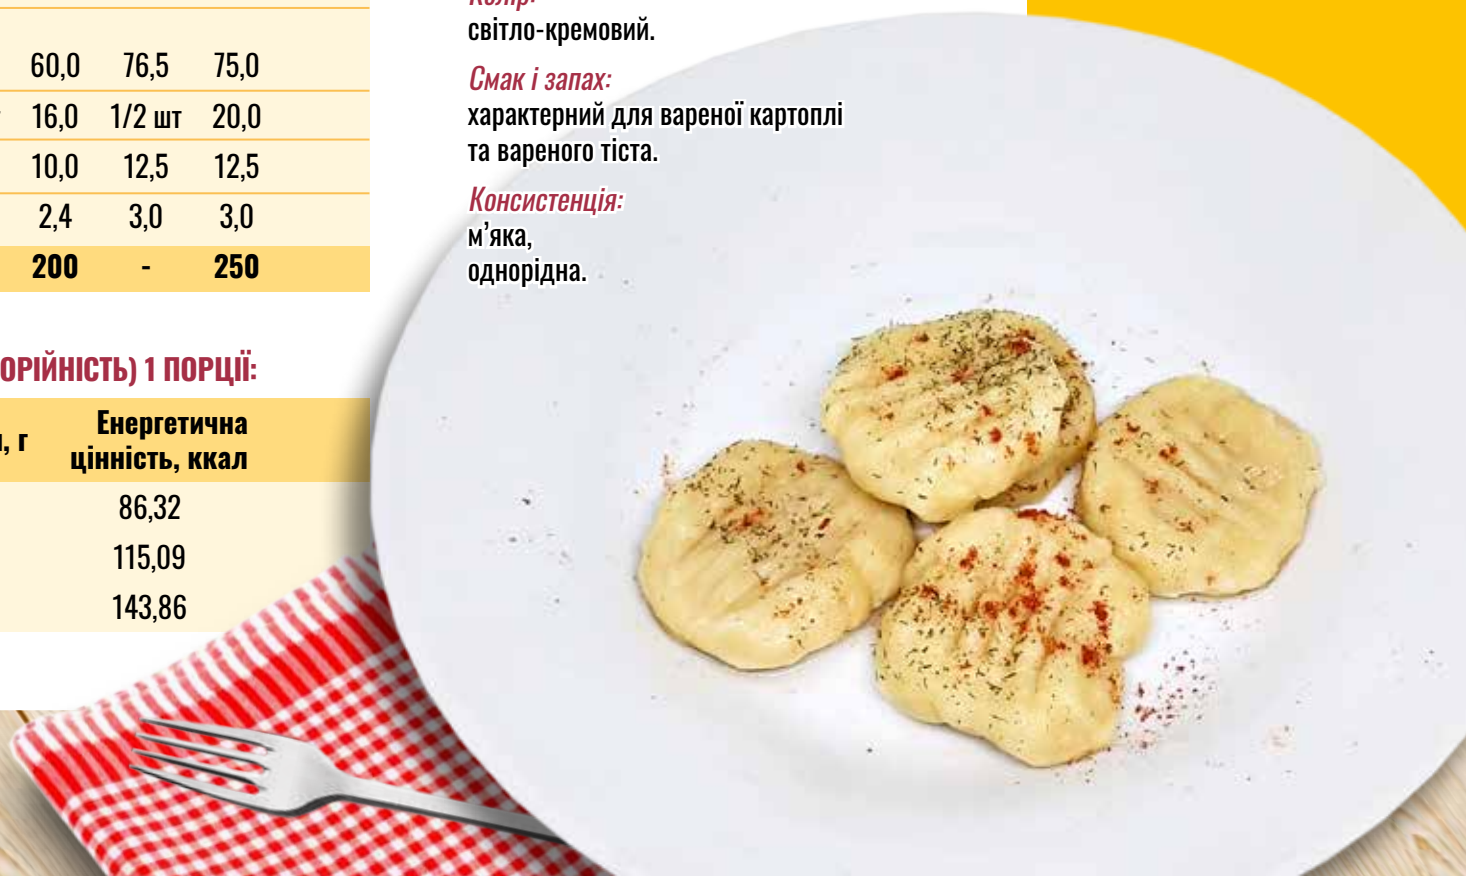 60,0 76,5 75,0
16,0 1/2 шт 20,0
10,0 12,5 12,5
2,4 3,0 3,0
200 - 250
ОРІЙНІСТЬ) 1 ПОРЦІЇ:
, г
Енергетична
цінність, ккал
86,32
115,09
143,86
Колір:
світло-кремовий.
Смак і запах:
характерний для вареної картоплі
та вареного тіста.
Консистенція:
м’яка,
однорідна.